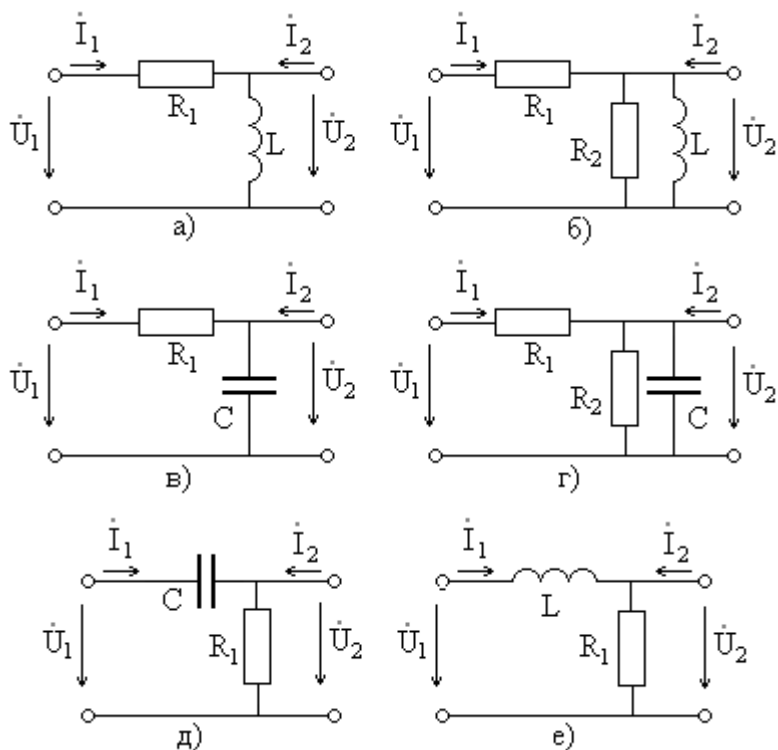 İ₁ İ₂ İ₁ İ₂
R₁ R₁
U̇₁ L U̇₂ U̇₁ R₂ L U̇₂
а) б)
İ₁ İ₂ İ₁ İ₂
R₁ R₁
U̇₁ C U̇₂ U̇₁ R₂ C U̇₂
в) г)
İ₁ İ₂ İ₁ İ₂
C L
U̇₁ R₁ U̇₂ U̇₁ R₁ U̇₂
д) е)